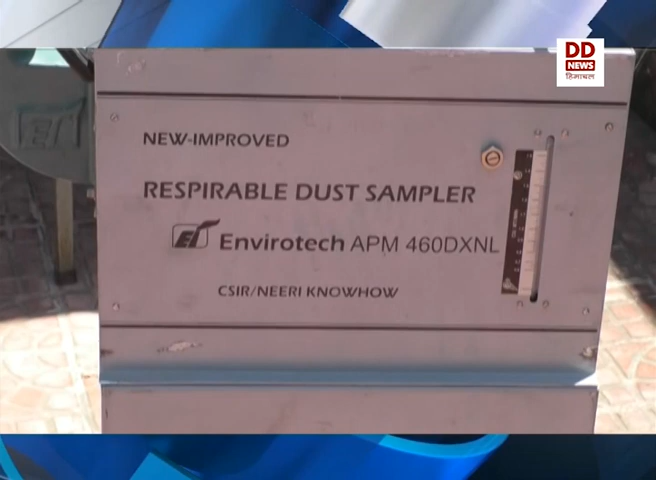 DD
NEWS
हिमाचल
NEW-IMPROVED
RESPIRABLE DUST SAMPLER
Envirotech APM 460DXNL
CSIR/NEERI KNOWHOW